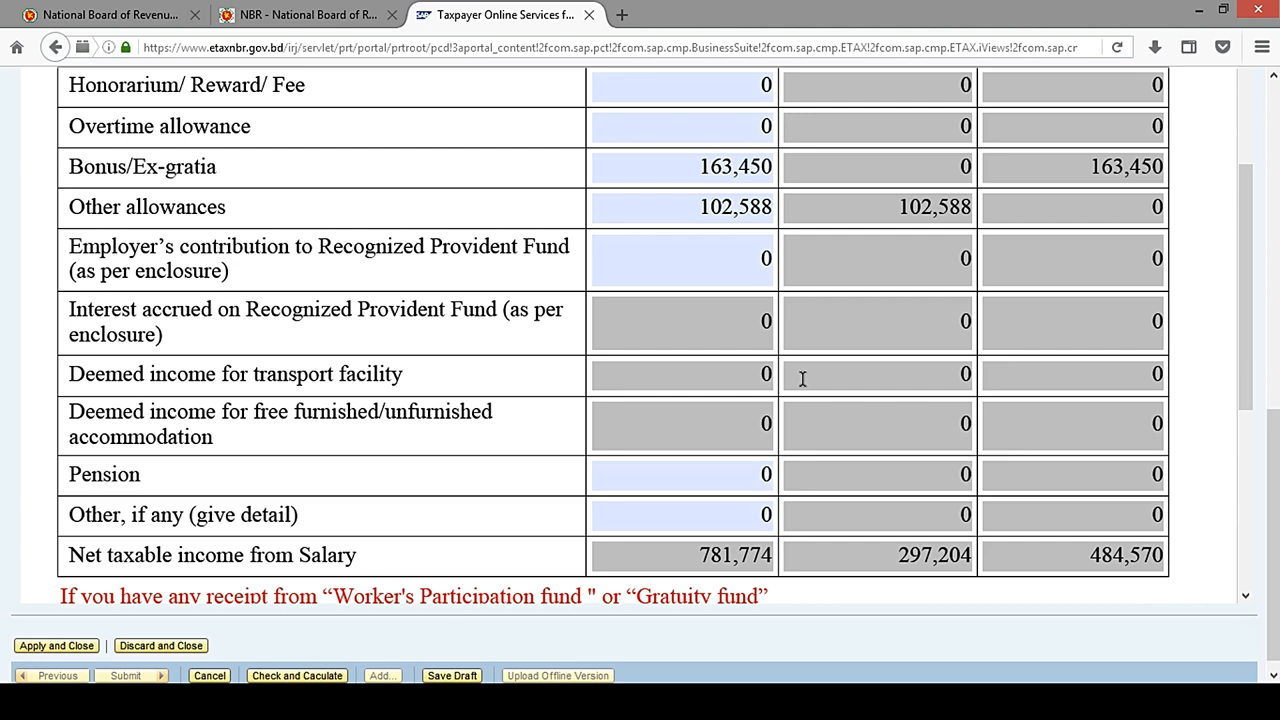 National Board of Revenu...
NBR - National Board of R...
Taxpayer Online Services f...
https://www.etaxnbr.gov.bd/irj/servlet/prt/portal/prtroot/pcd!3aportal_content!2fcom.sap.pct!2fcom.sap.cmp.BusinessSuite!2fcom.sap.cmp.ETAX!2fcom.sap.cmp.ETAX.iViews!2fcom.sap.cr
Honorarium/ Reward/ Fee 0 0 0
Overtime allowance 0 0 0
Bonus/Ex-gratia 163,450 0 163,450
Other allowances 102,588 102,588 0
Employer’s contribution to Recognized Provident Fund
(as per enclosure) 0 0 0
Interest accrued on Recognized Provident Fund (as per
enclosure) 0 0 0
Deemed income for transport facility 0 0 0
Deemed income for free furnished/unfurnished
accommodation 0 0 0
Pension 0 0 0
Other, if any (give detail) 0 0 0
Net taxable income from Salary 781,774 297,204 484,570
If you have any receipt from “Worker's Participation fund " or “Gratuity fund”
Apply and Close | Discard and Close
Previous Submit Cancel Check and Caculate Add... Save Draft Upload Offline Version